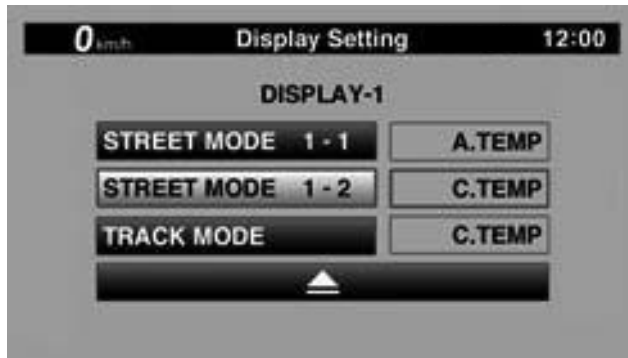 0 km/h Display Setting 12:00
DISPLAY-1
STREET MODE 1 - 1 A.TEMP
STREET MODE 1 - 2 C.TEMP
TRACK MODE C.TEMP